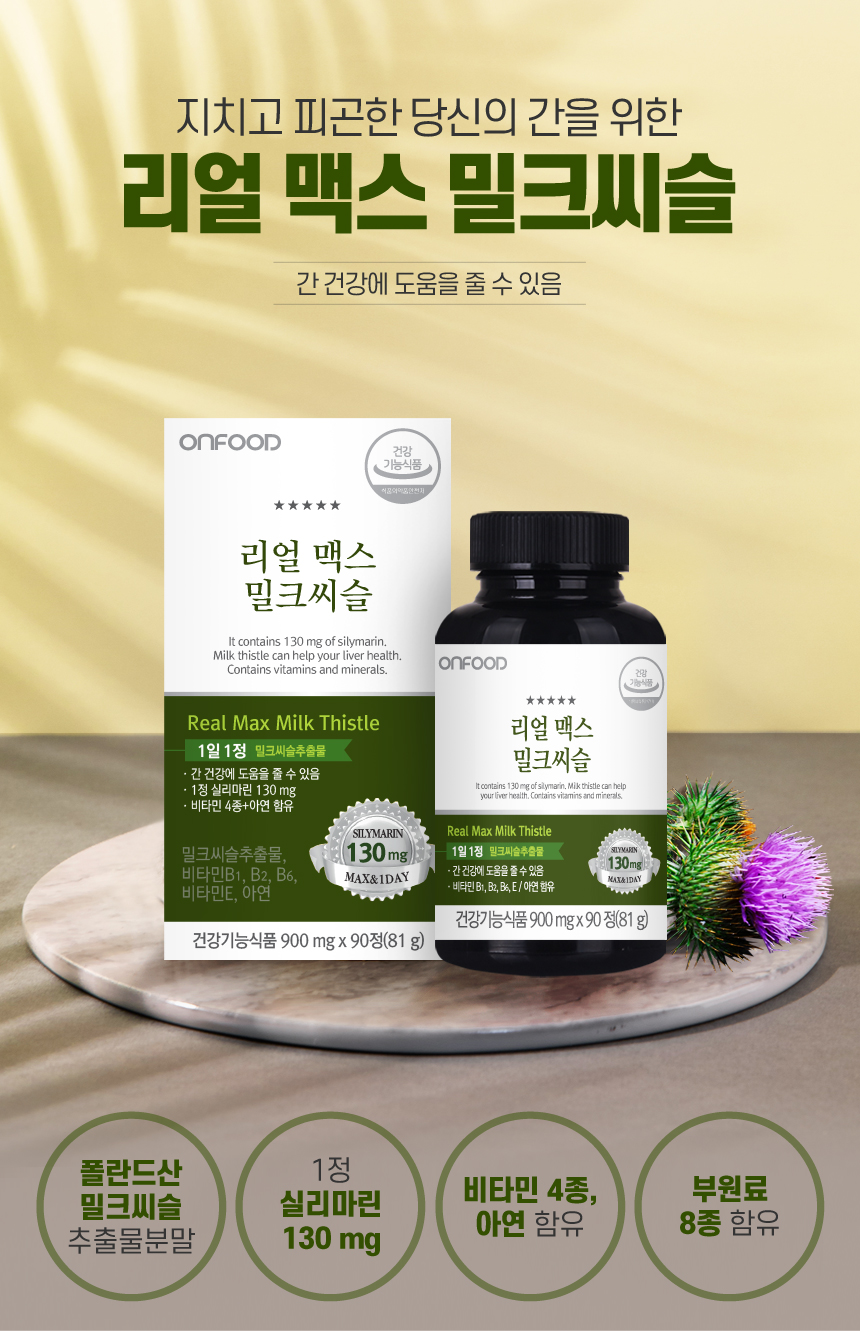 지치고 피곤한 당신의 간을 위한
리얼 맥스 밀크씨슬
간 건강에 도움을 줄 수 있음
ONFOOD
건강
기능식품
식품의약품안전처
★★★★★
리얼 맥스
밀크씨슬
It contains 130 mg of silymarin.
Milk thistle can help your liver health.
Contains vitamins and minerals.
Real Max Milk Thistle
1일 1정 밀크씨슬추출물
· 간 건강에 도움을 줄 수 있음
· 1정 실리마린 130 mg
· 비타민 4종+아연 함유
SILYMARIN
130 mg
MAX&1DAY
밀크씨슬추출물,
비타민B1, B2, B6,
비타민E, 아연
건강기능식품 900 mg x 90정(81 g)
ONFOOD
건강
기능식품
★★★★★
리얼 맥스
밀크씨슬
It contains 130 mg of silymarin. Milk thistle can help
your liver health. Contains vitamins and minerals.
Real Max Milk Thistle
1일 1정 밀크씨슬추출물
· 간 건강에 도움을 줄 수 있음
· 비타민 B1, B2, B6, E / 아연 함유
SILYMARIN
130 mg
MAX&1DAY
건강기능식품 900 mg x 90 정(81 g)
폴란드산
밀크씨슬
추출물분말
1정
실리마린
130 mg
비타민 4종,
아연 함유
부원료
8종 함유